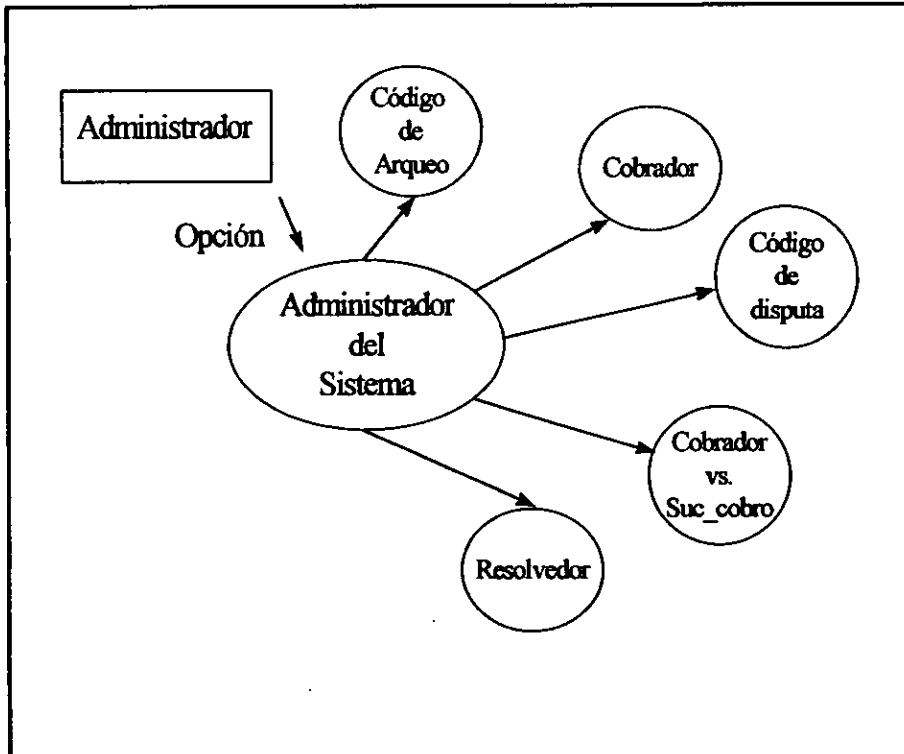 Administrador
Opción
Código
de
Arqueo
Cobrador
Código
de
disputa
Administrador
del
Sistema
Cobrador
vs.
Suc_cobro
Resolvedor